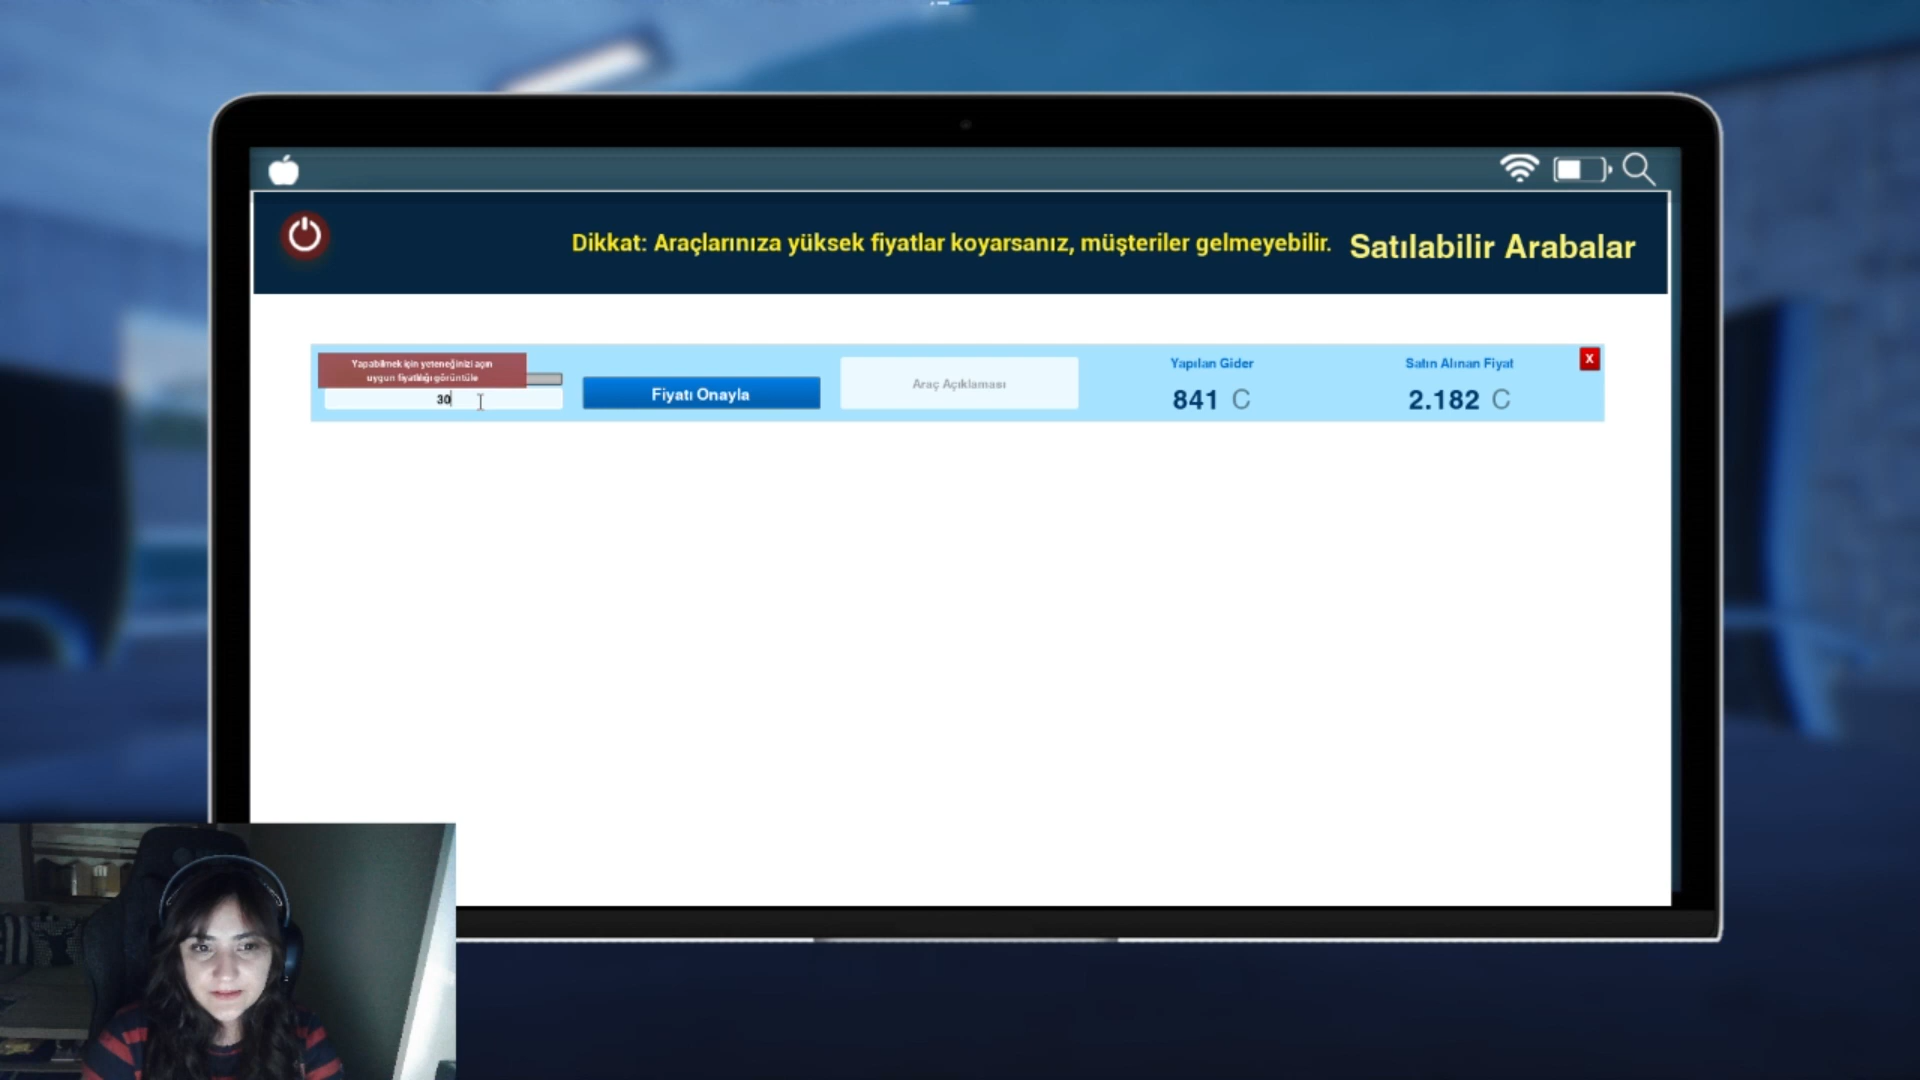 Dikkat: Araçlarınıza yüksek fiyatlar koyarsanız, müşteriler gelmeyebilir.
Satılabilir Arabalar
Yapabilmek için yeteneğinizi açın
uygun fiyatlılığı görüntüle
30
Fiyatı Onayla
Araç Açıklaması
Yapılan Gider
841 C
Satın Alınan Fiyat
2.182 C
X